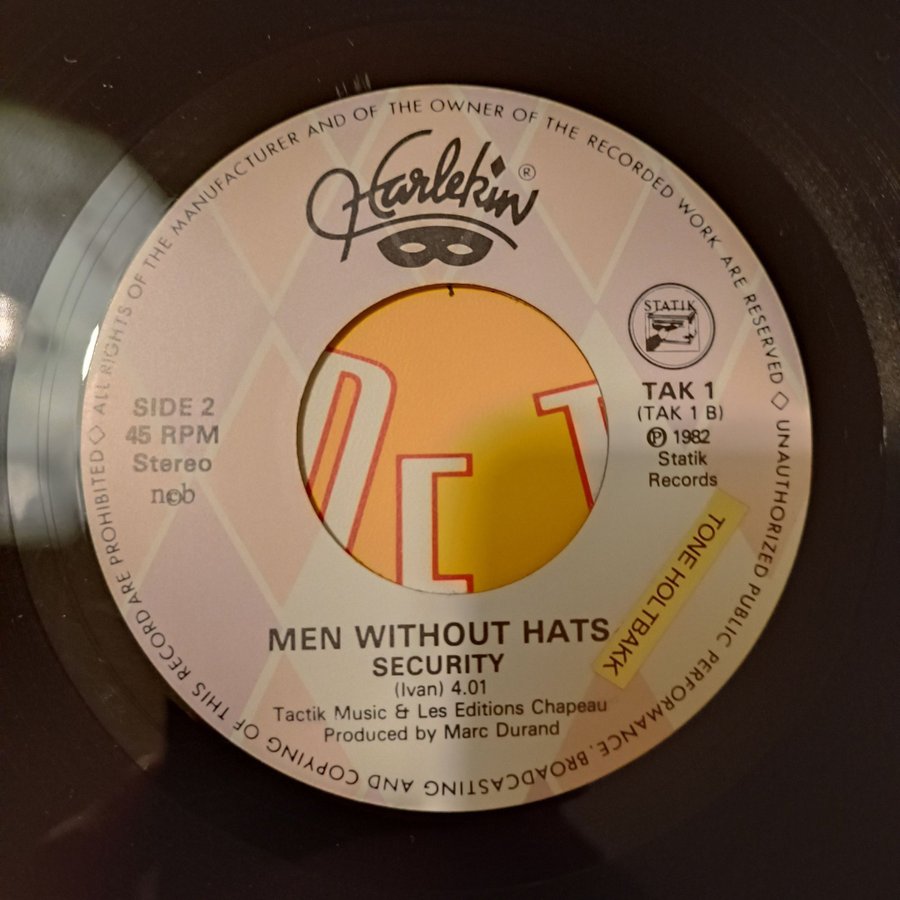 ◇ ALL RIGHTS OF THE MANUFACTURER AND OF THE OWNER OF THE RECORDED WORK ARE RESERVED ◇ UNAUTHORIZED PUBLIC PERFORMANCE, BROADCASTING AND COPYING OF THIS RECORD ARE PROHIBITED
Harlekin ®
STATIK
TAK 1
(TAK 1 B)
℗ 1982
Statik
Records
SIDE 2
45 RPM
Stereo
n©b
DET
TONE HOLTBAKK
MEN WITHOUT HATS
SECURITY
(Ivan) 4.01
Tactik Music & Les Editions Chapeau
Produced by Marc Durand